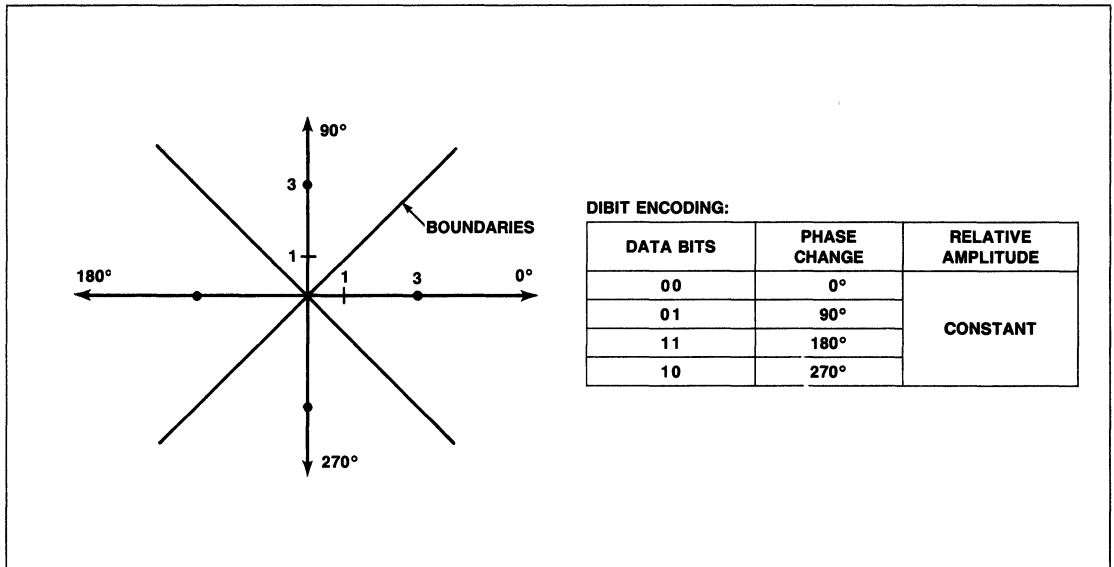 90°
3
BOUNDARIES
1
180°
1
3
0°
270°
DIBIT ENCODING:
DATA BITS PHASE CHANGE RELATIVE AMPLITUDE
00 0° CONSTANT
01 90°
11 180°
10 270°